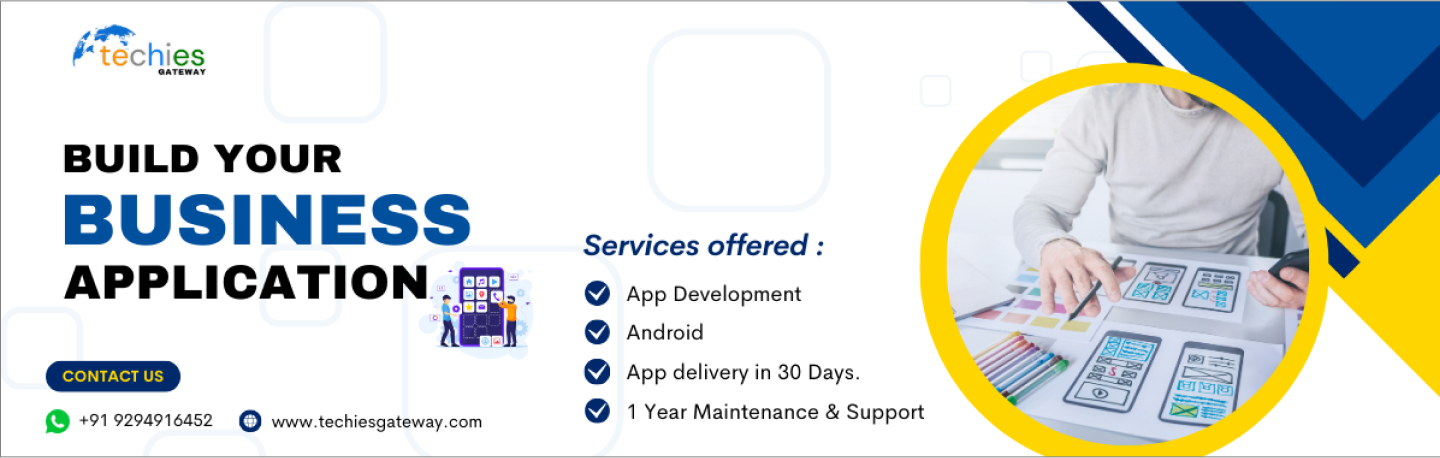 techies
GATEWAY
BUILD YOUR
BUSINESS
APPLICATION
CONTACT US
+91 9294916452
www.techiesgateway.com
Services offered :
App Development
Android
App delivery in 30 Days.
1 Year Maintenance & Support